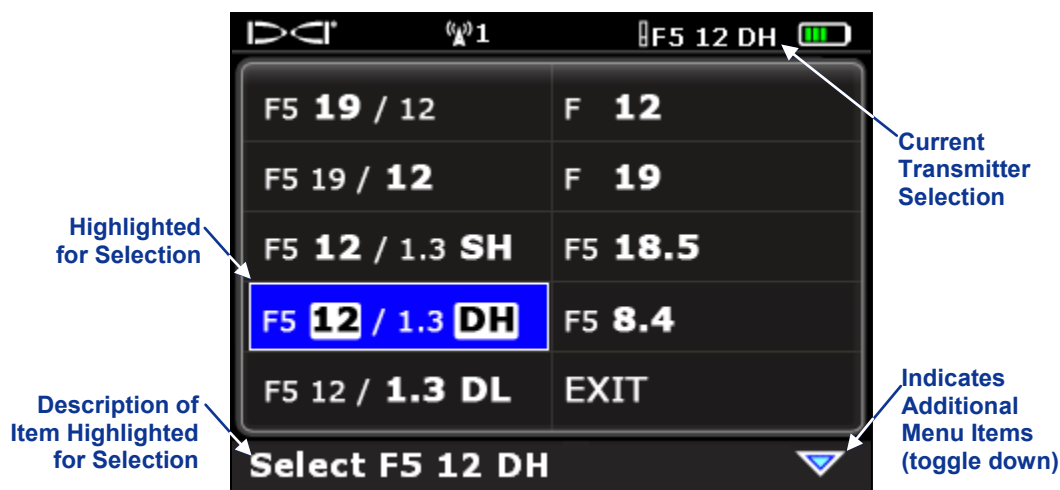 1
F5 12 DH
F5 19 / 12
F 12
F5 19 / 12
F 19
F5 12 / 1.3 SH
F5 18.5
F5 12 / 1.3 DH
F5 8.4
F5 12 / 1.3 DL
EXIT
Select F5 12 DH
Current
Transmitter
Selection
Highlighted
for Selection
Description of
Item Highlighted
for Selection
Indicates
Additional
Menu Items
(toggle down)